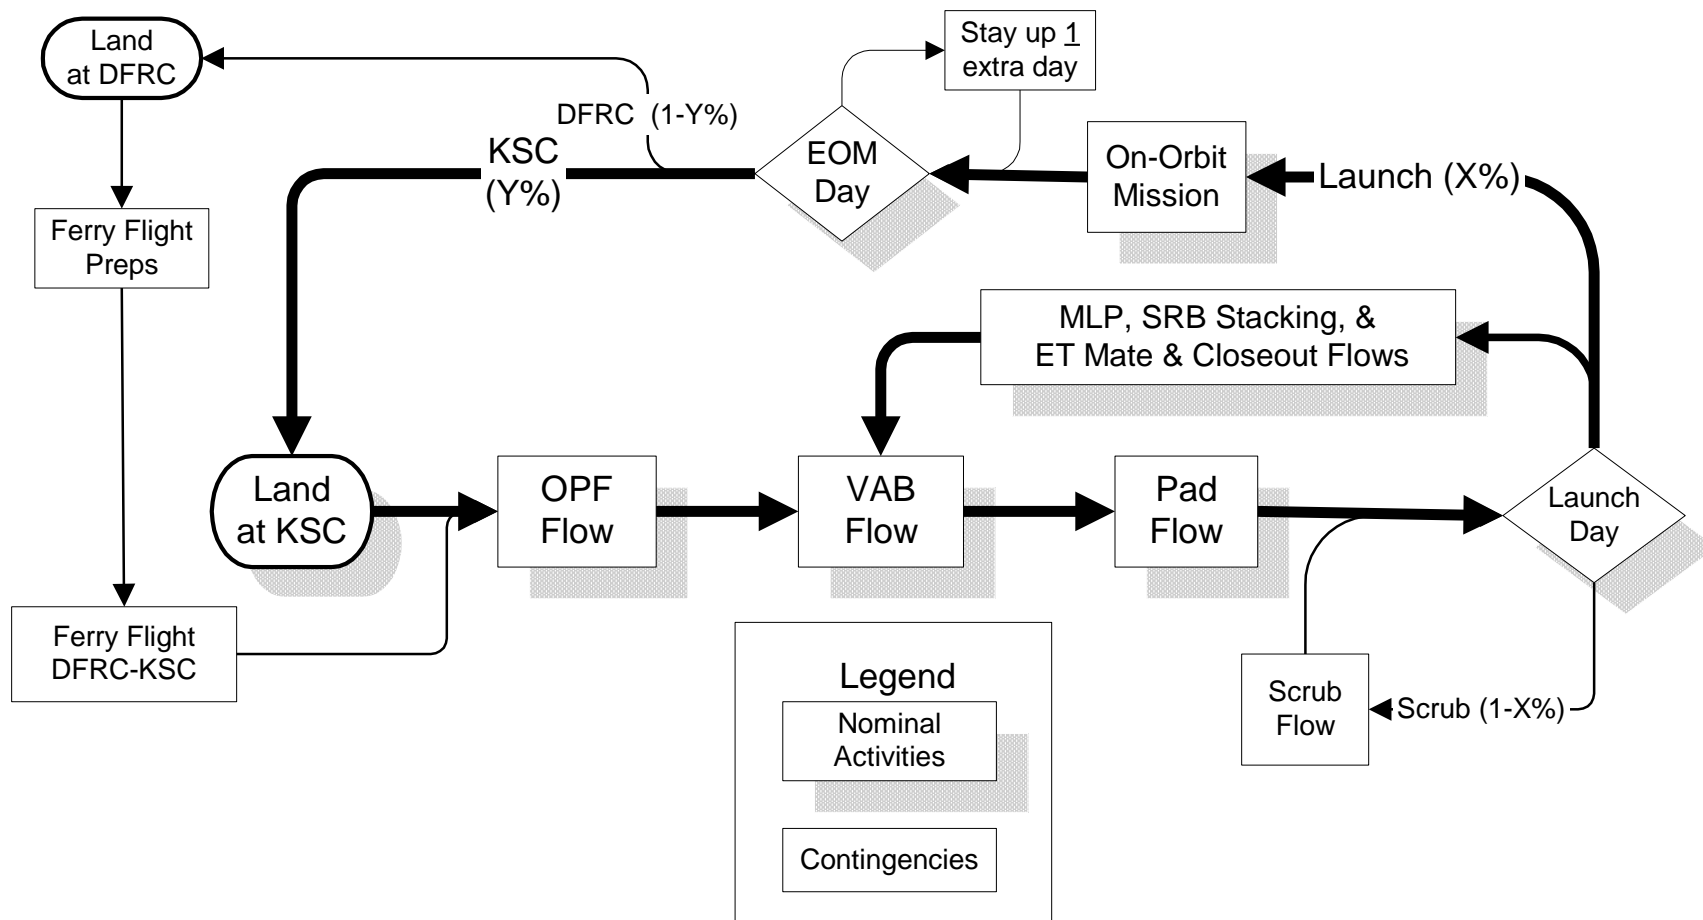 Land
at DFRC
Stay up 1
extra day
DFRC (1-Y%)
KSC
(Y%)
EOM
Day
On-Orbit
Mission
Launch (X%)
Ferry Flight
Preps
MLP, SRB Stacking, &
ET Mate & Closeout Flows
Land
at KSC
OPF
Flow
VAB
Flow
Pad
Flow
Launch
Day
Ferry Flight
DFRC-KSC
Scrub
Flow
Scrub (1-X%)
Legend
Nominal
Activities
Contingencies